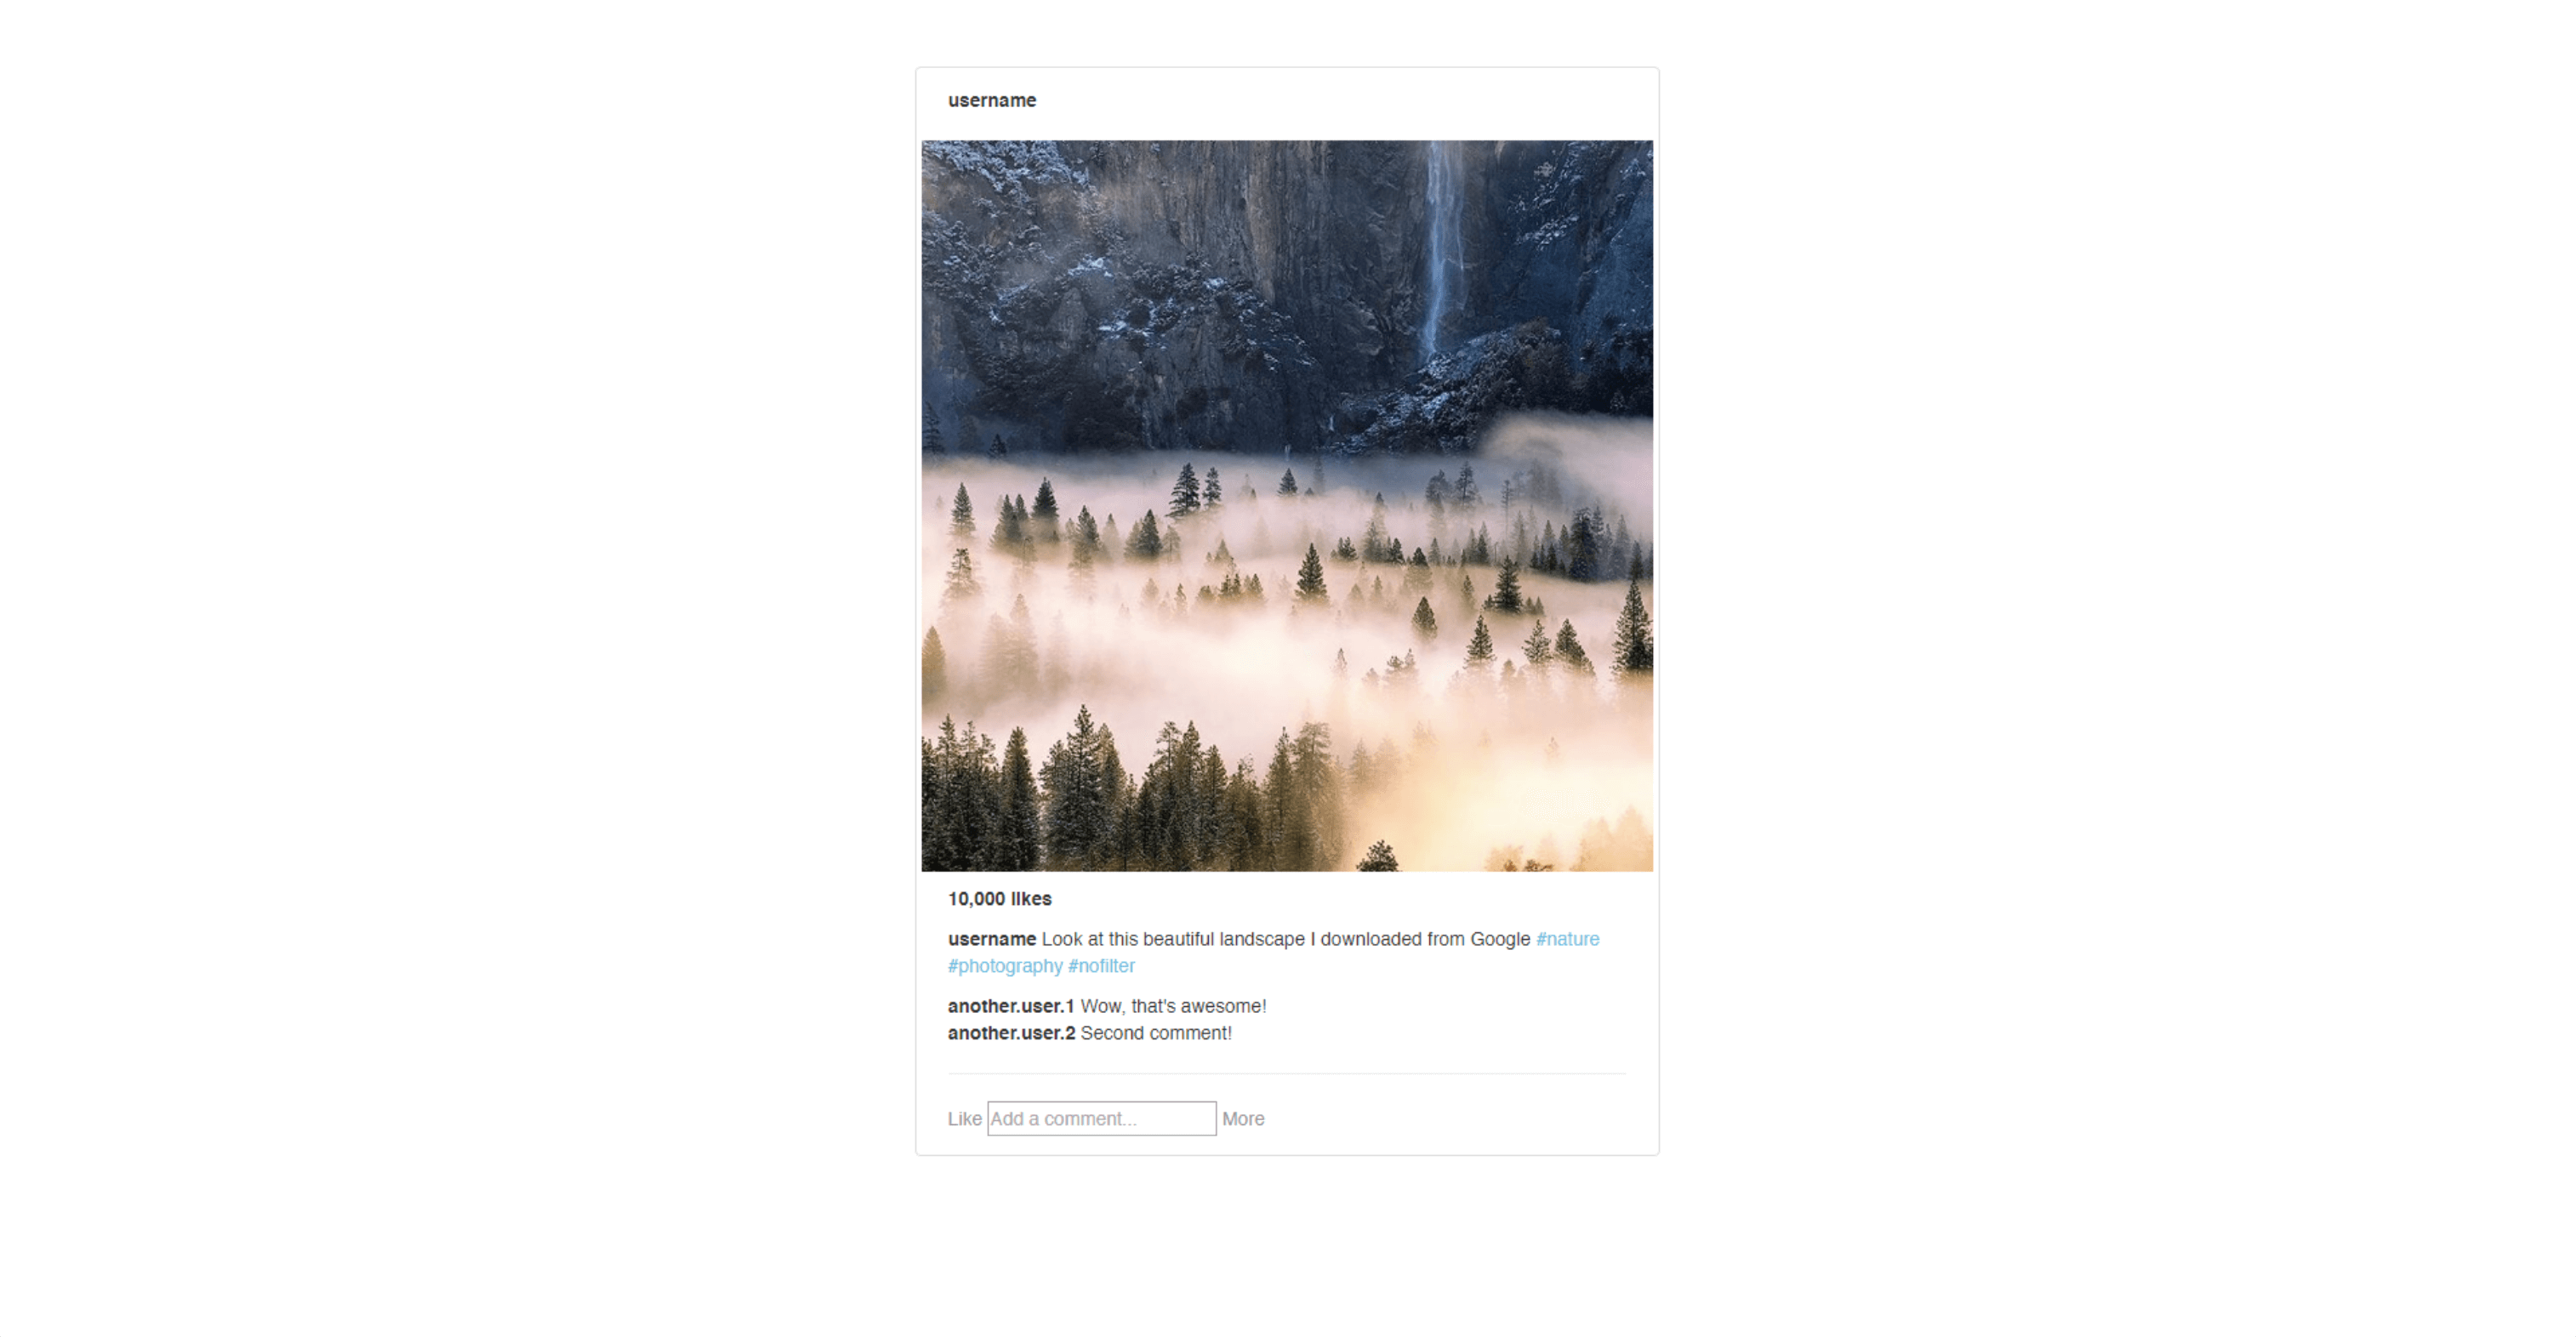 username
10,000 likes
username Look at this beautiful landscape I downloaded from Google #nature
#photography #nofilter
another.user.1 Wow, that's awesome!
another.user.2 Second comment!
Like Add a comment... More